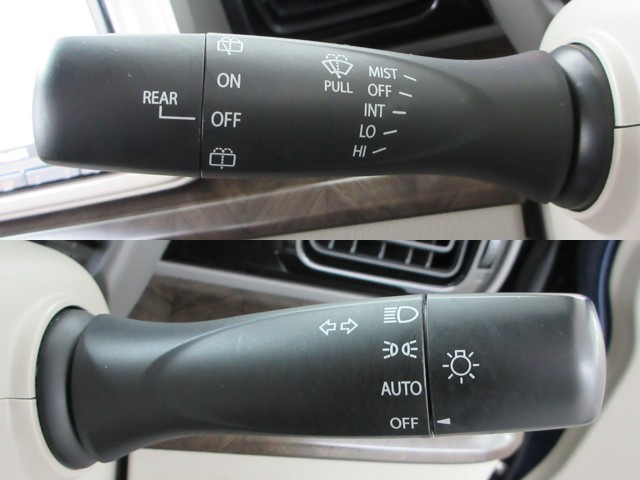 REAR
ON
OFF
PULL
MIST
OFF
INT
LO
HI
AUTO
OFF